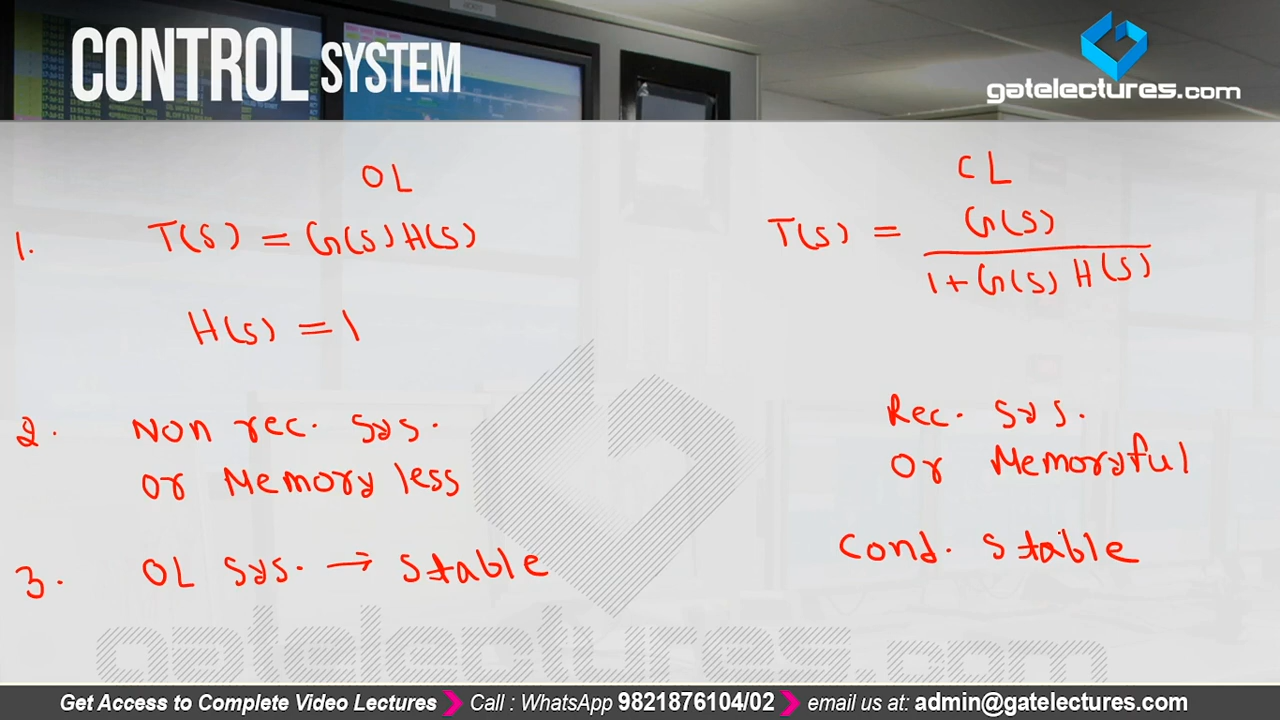 CONTROL SYSTEM
gatelectures.com
OL
CL
1. T(s) = G(s) H(s)
T(s) = G(s) / 1 + G(s) H(s)
H(s) = 1
2. Non rec. sys.
or Memory less
Rec. sys.
or Memoryful
3. OL sys. → stable
Cond. stable
gatelectures.com
Get Access to Complete Video Lectures Call : WhatsApp 9821876104/02 email us at: admin@gatelectures.com